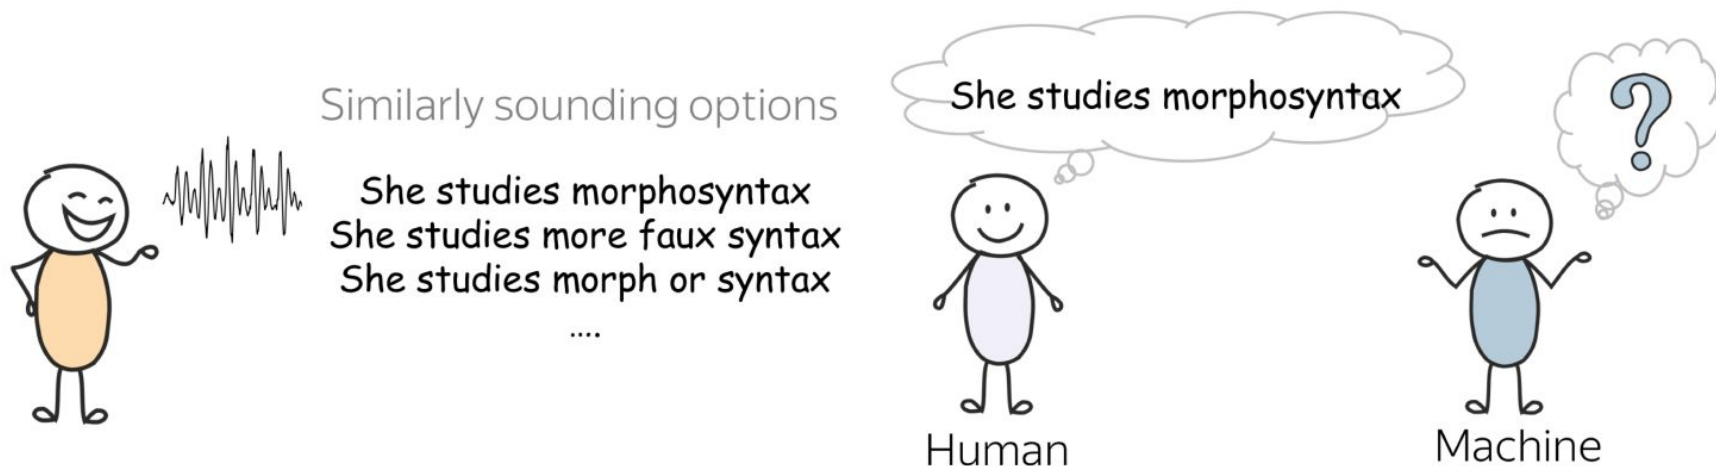 Similarly sounding options
She studies morphosyntax
She studies more faux syntax
She studies morph or syntax
....
She studies morphosyntax
?
Human
Machine